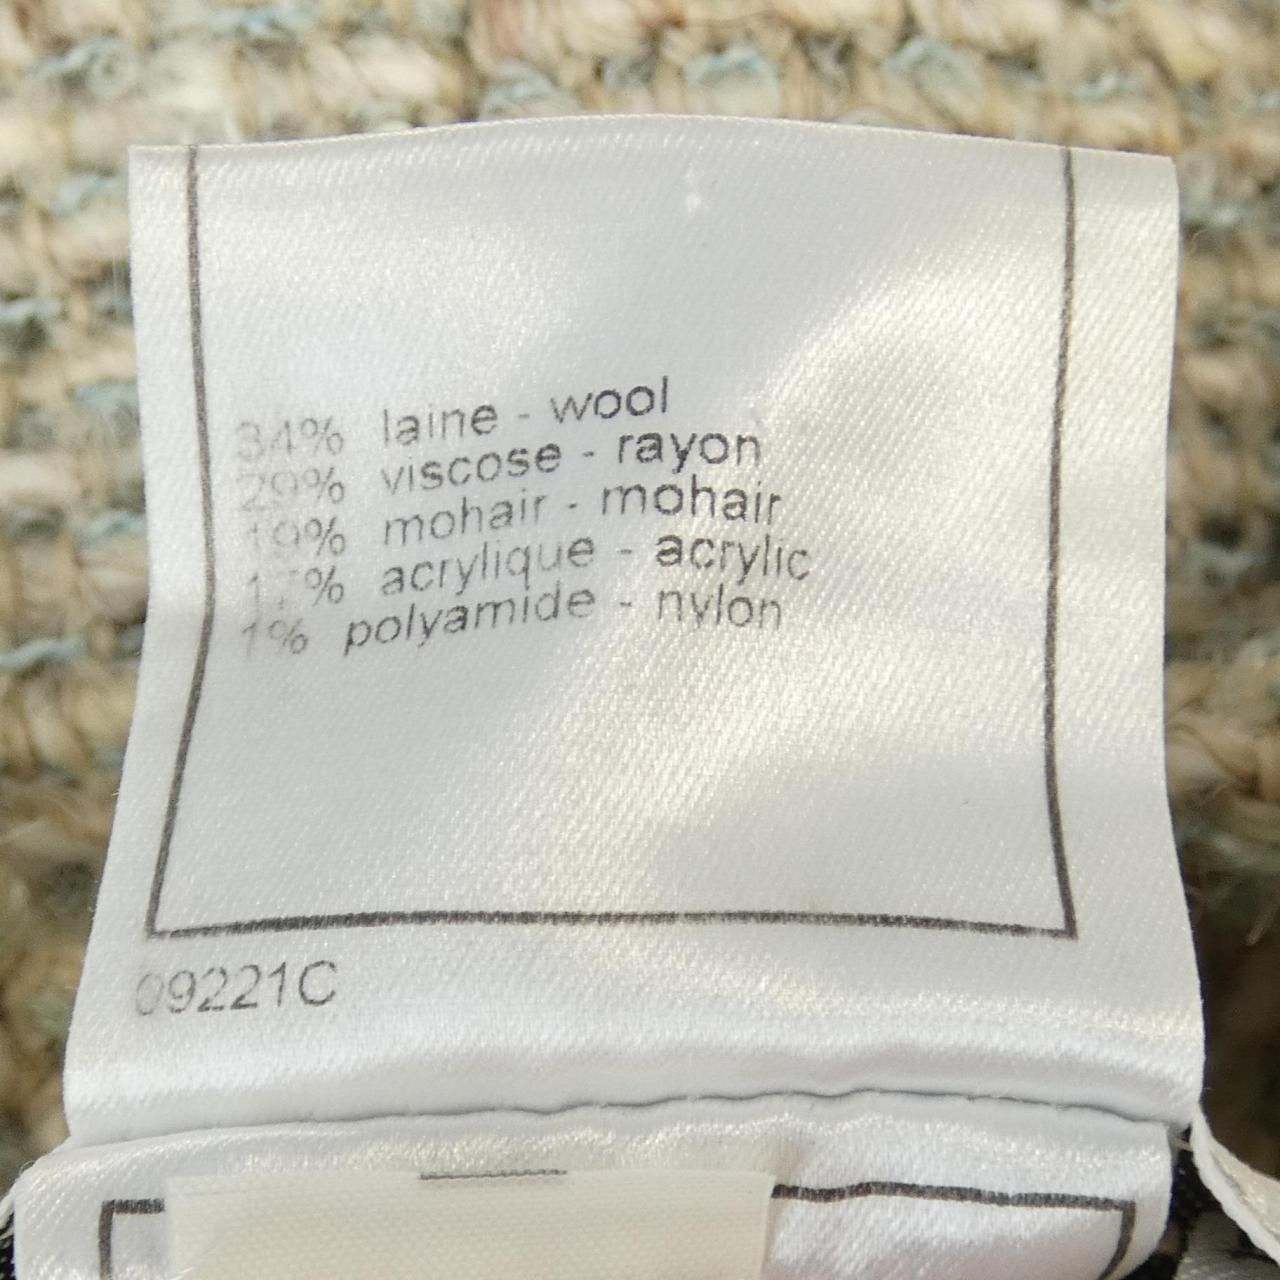 34% laine - wool
29% viscose - rayon
19% mohair - mohair
17% acrylique - acrylic
1% polyamide - nylon
09221C